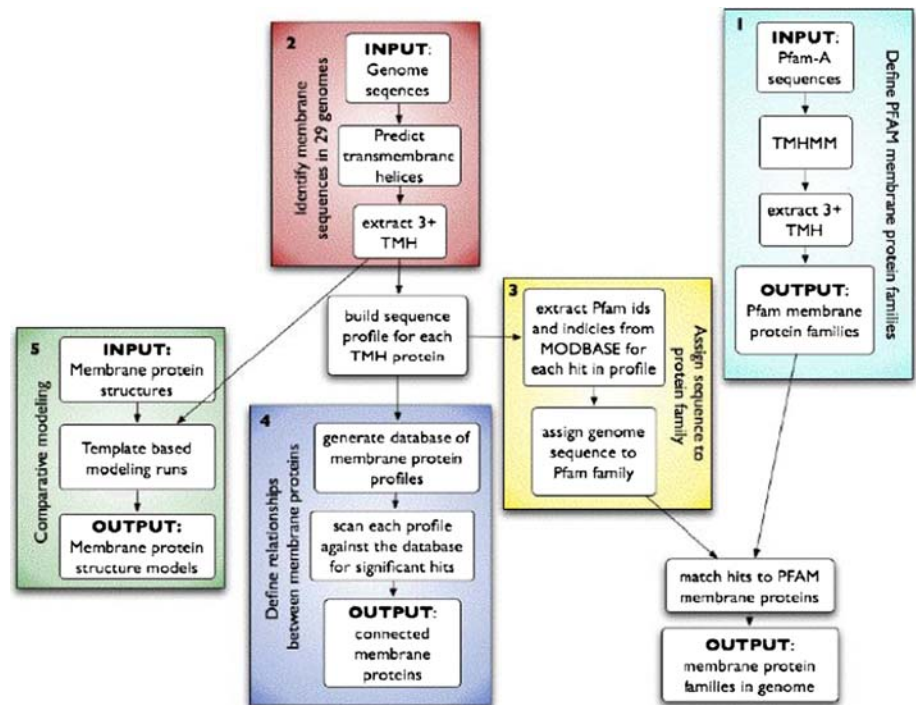 1
INPUT:
Pfam-A
sequences
TMHMM
extract 3+
TMH
OUTPUT:
Pfam membrane
protein families
Define PFAM membrane protein families
2
INPUT:
Genome
seqences
Predict
transmembrane
helices
extract 3+
TMH
Identify membrane
sequences in 29 genomes
build sequence
profile for each
TMH protein
3
extract Pfam ids
and indicies from
MODBASE for
each hit in profile
assign genome
sequence to
Pfam family
Assign sequence to
protein family
4
generate database of
membrane protein
profiles
scan each profile
against the database
for significant hits
OUTPUT:
connected
membrane
proteins
Define relationships
between membrane proteins
5
INPUT:
Membrane protein
structures
Template based
modeling runs
OUTPUT:
Membrane protein
structure models
Comparative modeling
match hits to PFAM
membrane proteins
OUTPUT:
membrane protein
families in genome